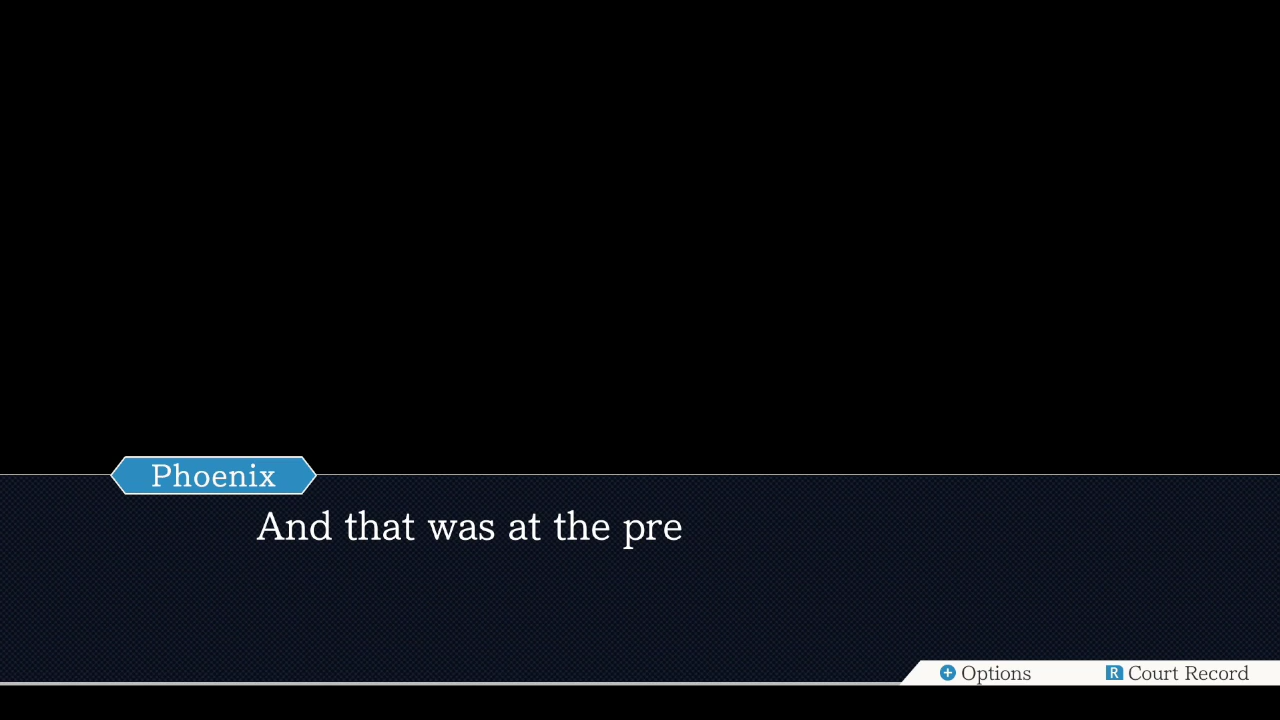 Phoenix
And that was at the pre
+ Options
R Court Record